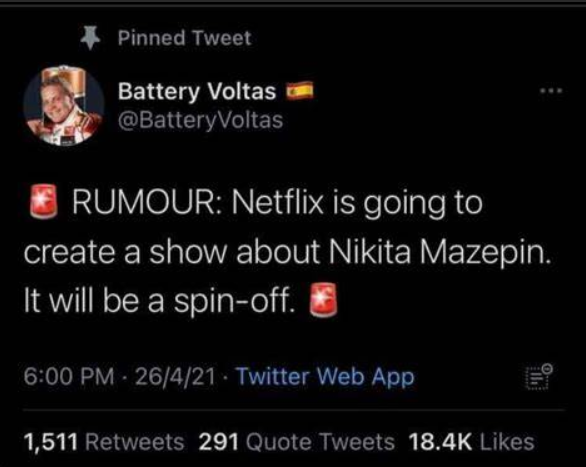 Pinned Tweet
Battery Voltas 🇪🇸
@BatteryVoltas
🚨 RUMOUR: Netflix is going to
create a show about Nikita Mazepin.
It will be a spin-off. 🚨
6:00 PM · 26/4/21 · Twitter Web App
1,511 Retweets 291 Quote Tweets 18.4K Likes